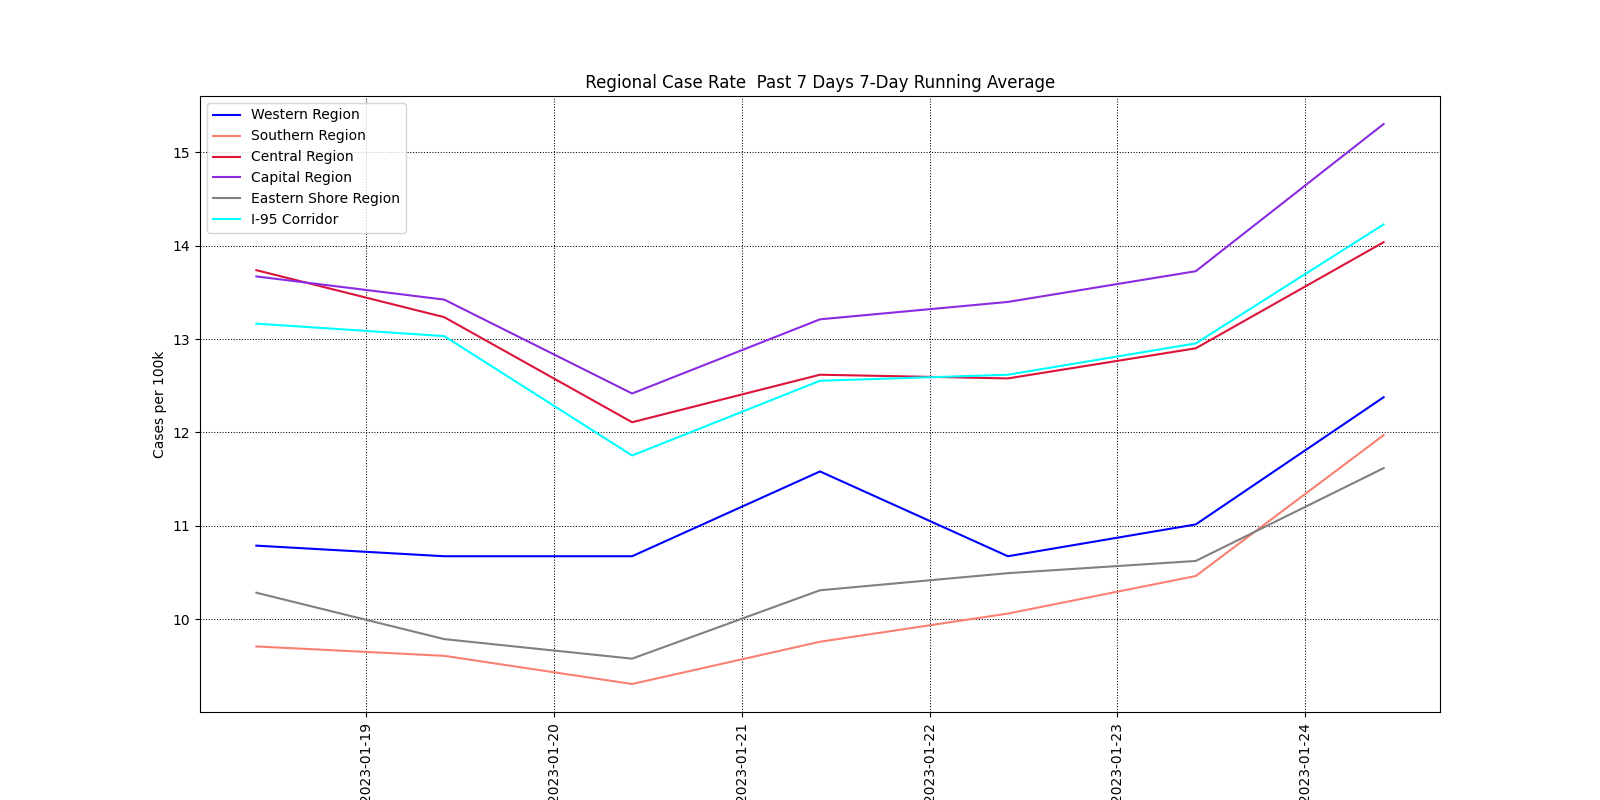 Regional Case Rate  Past 7 Days 7-Day Running Average
Western Region
Southern Region
Central Region
Capital Region
Eastern Shore Region
I-95 Corridor
Cases per 100k
15
14
13
12
11
10
2023-01-19
2023-01-20
2023-01-21
2023-01-22
2023-01-23
2023-01-24